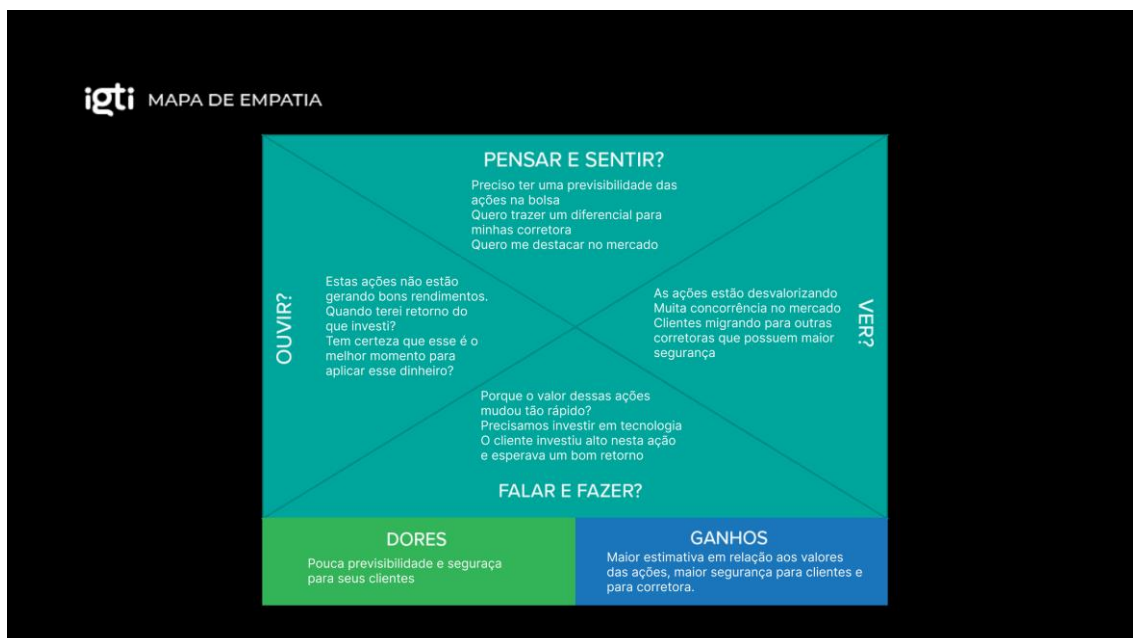 igti MAPA DE EMPATIA
PENSAR E SENTIR?
Preciso ter uma previsibilidade das
ações na bolsa
Quero trazer um diferencial para
minhas corretora
Quero me destacar no mercado
OUVIR?
Estas ações não estão
gerando bons rendimentos.
Quando terei retorno do
que investi?
Tem certeza que esse é o
melhor momento para
aplicar esse dinheiro?
As ações estão desvalorizando
Muita concorrência no mercado
Clientes migrando para outras
corretoras que possuem maior
segurança
VER?
Porque o valor dessas ações
mudou tão rápido?
Precisamos investir em tecnologia
O cliente investiu alto nesta ação
e esperava um bom retorno
FALAR E FAZER?
DORES
Pouca previsibilidade e seguraça
para seus clientes
GANHOS
Maior estimativa em relação aos valores
das ações, maior segurança para clientes e
para corretora.